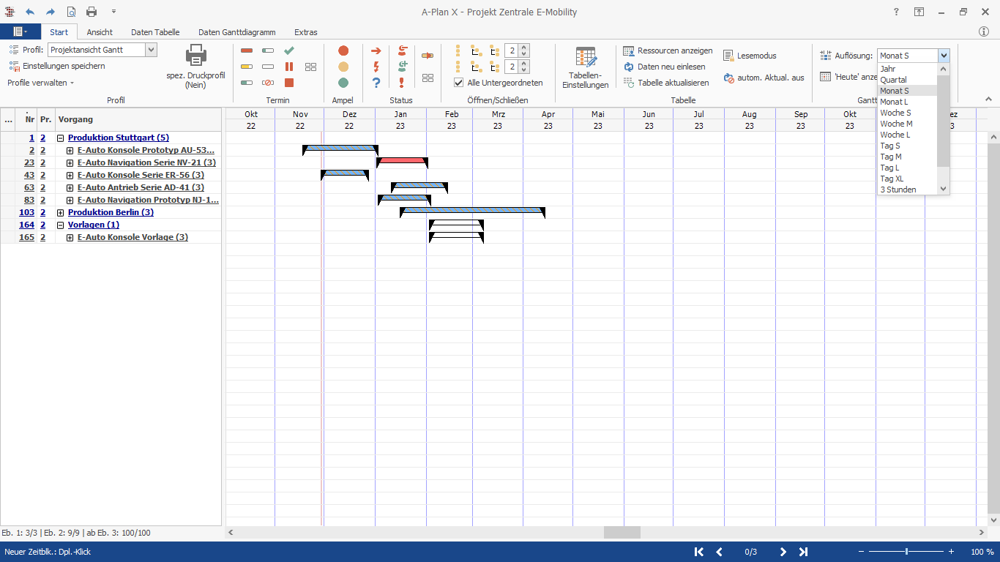 A-Plan X - Projekt Zentrale E-Mobility
Start Ansicht Daten Tabelle Daten Ganttdiagramm Extras
Profil: Projektansicht Gantt
Einstellungen speichern
Profile verwalten
spez. Druckprofil
(Nein)
Profil
Termin
Ampel
Status
2
2
Alle Untergeordneten
Öffnen/Schließen
Tabellen-
Einstellungen
Ressourcen anzeigen
Daten neu einlesen
Tabelle aktualisieren
Lesemodus
autom. Aktual. aus
Tabelle
Auflösung: Monat S
'Heute' anze
Gantt
Jahr
Quartal
Monat S
Monat L
Woche S
Woche M
Woche L
Tag S
Tag M
Tag L
Tag XL
3 Stunden
... Nr Pr. Vorgang
Okt Nov Dez Jan Feb Mrz Apr Mai Jun Jul Aug Sep Okt ez
22 22 22 23 23 23 23 23 23 23 23 23 23 3
1 2 Produktion Stuttgart (5)
2 2 E-Auto Konsole Prototyp AU-53...
23 2 E-Auto Navigation Serie NV-21 (3)
43 2 E-Auto Konsole Serie ER-56 (3)
63 2 E-Auto Antrieb Serie AD-41 (3)
83 2 E-Auto Navigation Prototyp NJ-1...
103 2 Produktion Berlin (3)
164 2 Vorlagen (1)
165 2 E-Auto Konsole Vorlage (3)
Eb. 1: 3/3 | Eb. 2: 9/9 | ab Eb. 3: 100/100
Neuer Zeitblk.: Dpl.-Klick
0/3
100 %